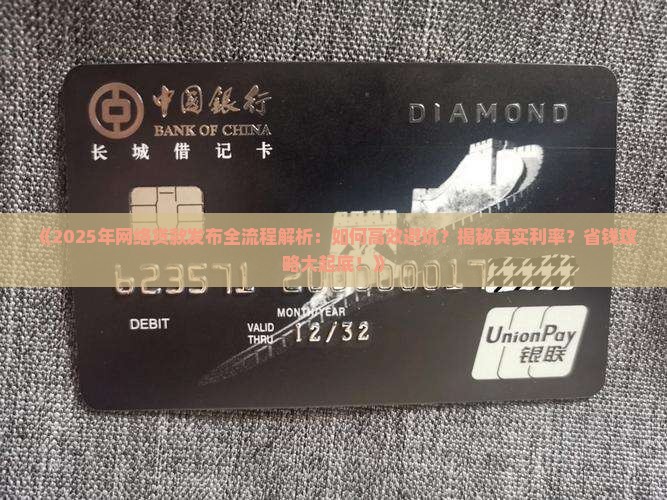 中国银行
BANK OF CHINA
长城借记卡
DIAMOND
《2025年网络贷款发布全流程解析：如何高效避坑？揭秘真实利率？省钱攻
略大起底！》
DEBIT
MONTH/YEAR
VALID
THRU
12/32
UnionPay
银联